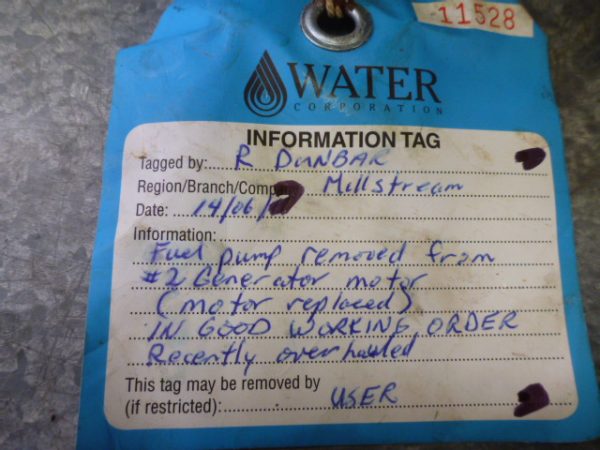 11528
WATER
CORPORATION
INFORMATION TAG
Tagged by: R DUNBAR
Region/Branch/Comp Millstream
Date: 14/06/
Information:
Fuel pump removed from
#2 Generator motor
(motor replaced)
IN GOOD WORKING ORDER
Recently overhauled
This tag may be removed by
(if restricted): USER